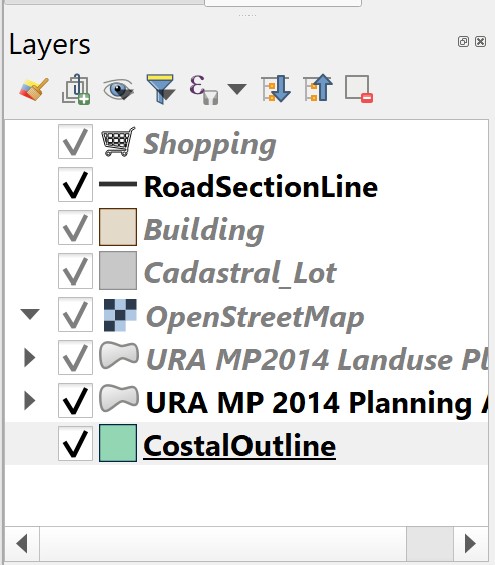 Layers
Shopping
RoadSectionLine
Building
Cadastral_Lot
OpenStreetMap
URA MP2014 Landuse Pl
URA MP 2014 Planning
CostalOutline